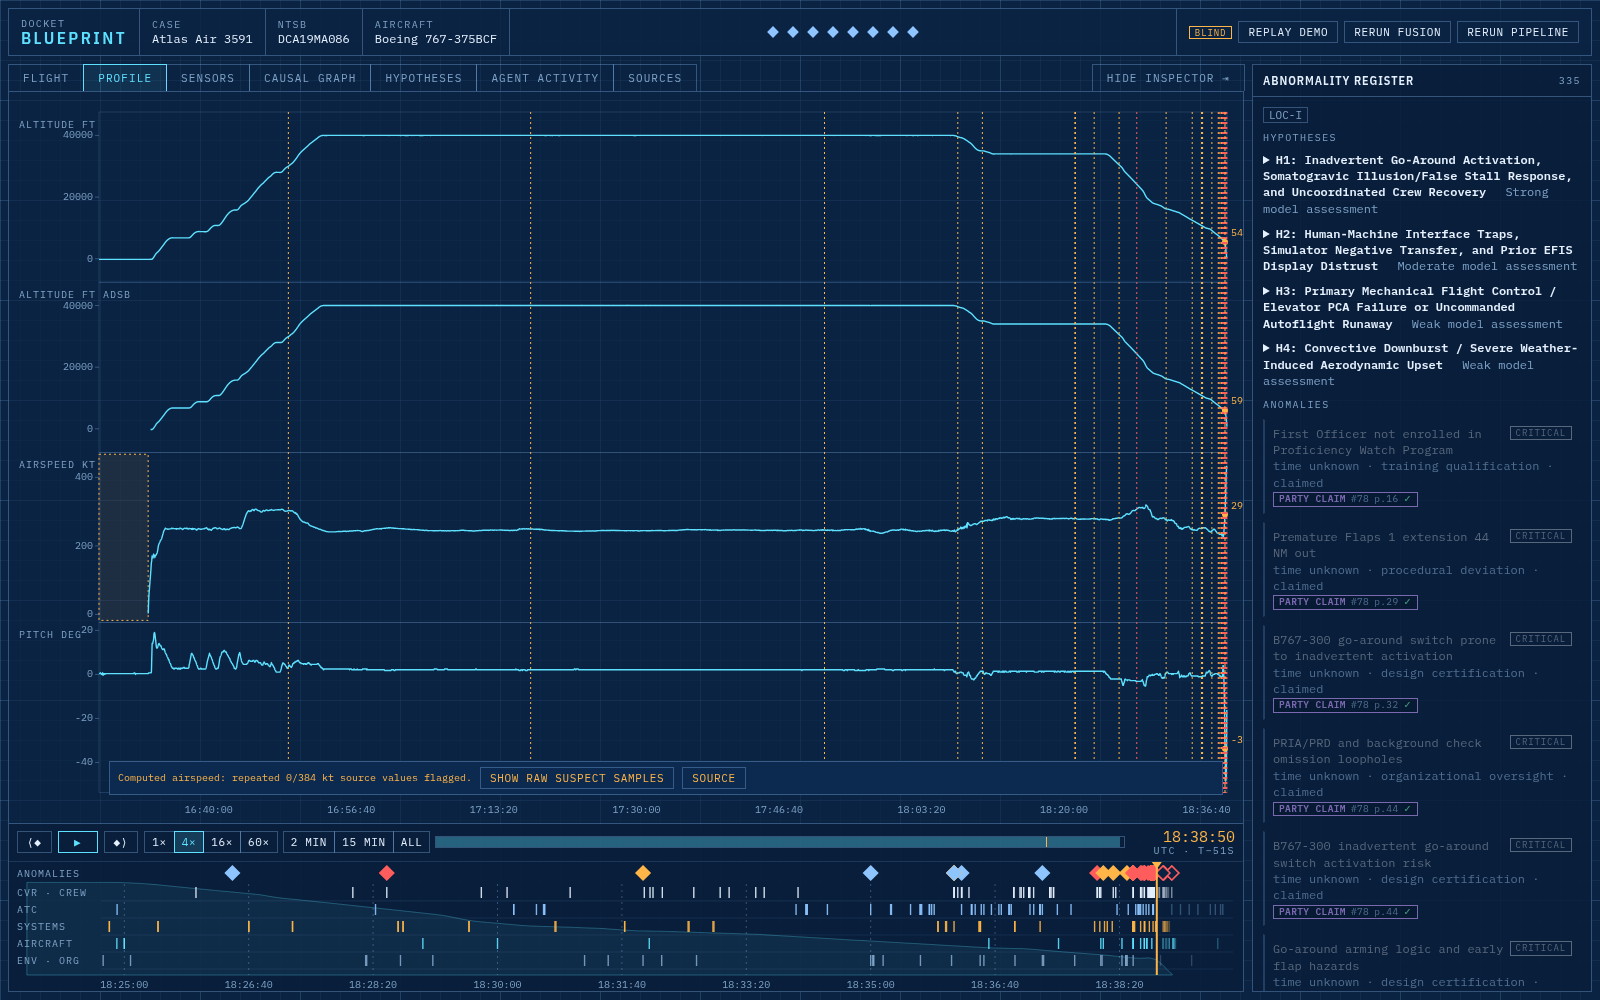 DOCKET
BLUEPRINT
CASE
Atlas Air 3591
NTSB
DCA19MA086
AIRCRAFT
Boeing 767-375BCF
BLIND
REPLAY DEMO
RERUN FUSION
RERUN PIPELINE
FLIGHT
PROFILE
SENSORS
CAUSAL GRAPH
HYPOTHESES
AGENT ACTIVITY
SOURCES
HIDE INSPECTOR ⇥
ALTITUDE FT
40000
20000
0
54
ALTITUDE FT ADSB
40000
20000
0
59
AIRSPEED KT
400
200
0
29
PITCH DEG
20
0
-20
-40
-3
Computed airspeed: repeated 0/384 kt source values flagged.
SHOW RAW SUSPECT SAMPLES
SOURCE
16:40:00
16:56:40
17:13:20
17:30:00
17:46:40
18:03:20
18:20:00
18:36:40
1×
4×
16×
60×
2 MIN
15 MIN
ALL
18:38:50
UTC · T−51S
ANOMALIES
CVR · CREW
ATC
SYSTEMS
AIRCRAFT
ENV · ORG
18:25:00
18:26:40
18:28:20
18:30:00
18:31:40
18:33:20
18:35:00
18:36:40
18:38:20
ABNORMALITY REGISTER
335
LOC-I
HYPOTHESES
H1: Inadvertent Go-Around Activation,
Somatogravic Illusion/False Stall Response,
and Uncoordinated Crew Recovery Strong
model assessment
H2: Human-Machine Interface Traps,
Simulator Negative Transfer, and Prior EFIS
Display Distrust Moderate model assessment
H3: Primary Mechanical Flight Control /
Elevator PCA Failure or Uncommanded
Autoflight Runaway Weak model assessment
H4: Convective Downburst / Severe Weather-
Induced Aerodynamic Upset Weak model
assessment
ANOMALIES
First Officer not enrolled in
Proficiency Watch Program
CRITICAL
time unknown · training qualification ·
claimed
PARTY CLAIM #78 p.16 ✓
Premature Flaps 1 extension 44
NM out
CRITICAL
time unknown · procedural deviation ·
claimed
PARTY CLAIM #78 p.29 ✓
B767-300 go-around switch prone
to inadvertent activation
CRITICAL
time unknown · design certification ·
claimed
PARTY CLAIM #78 p.32 ✓
PRIA/PRD and background check
omission loopholes
CRITICAL
time unknown · organizational oversight ·
claimed
PARTY CLAIM #78 p.44 ✓
B767-300 inadvertent go-around
switch activation risk
CRITICAL
time unknown · design certification ·
claimed
PARTY CLAIM #78 p.44 ✓
Go-around arming logic and early
flap hazards
CRITICAL
time unknown · design certification ·